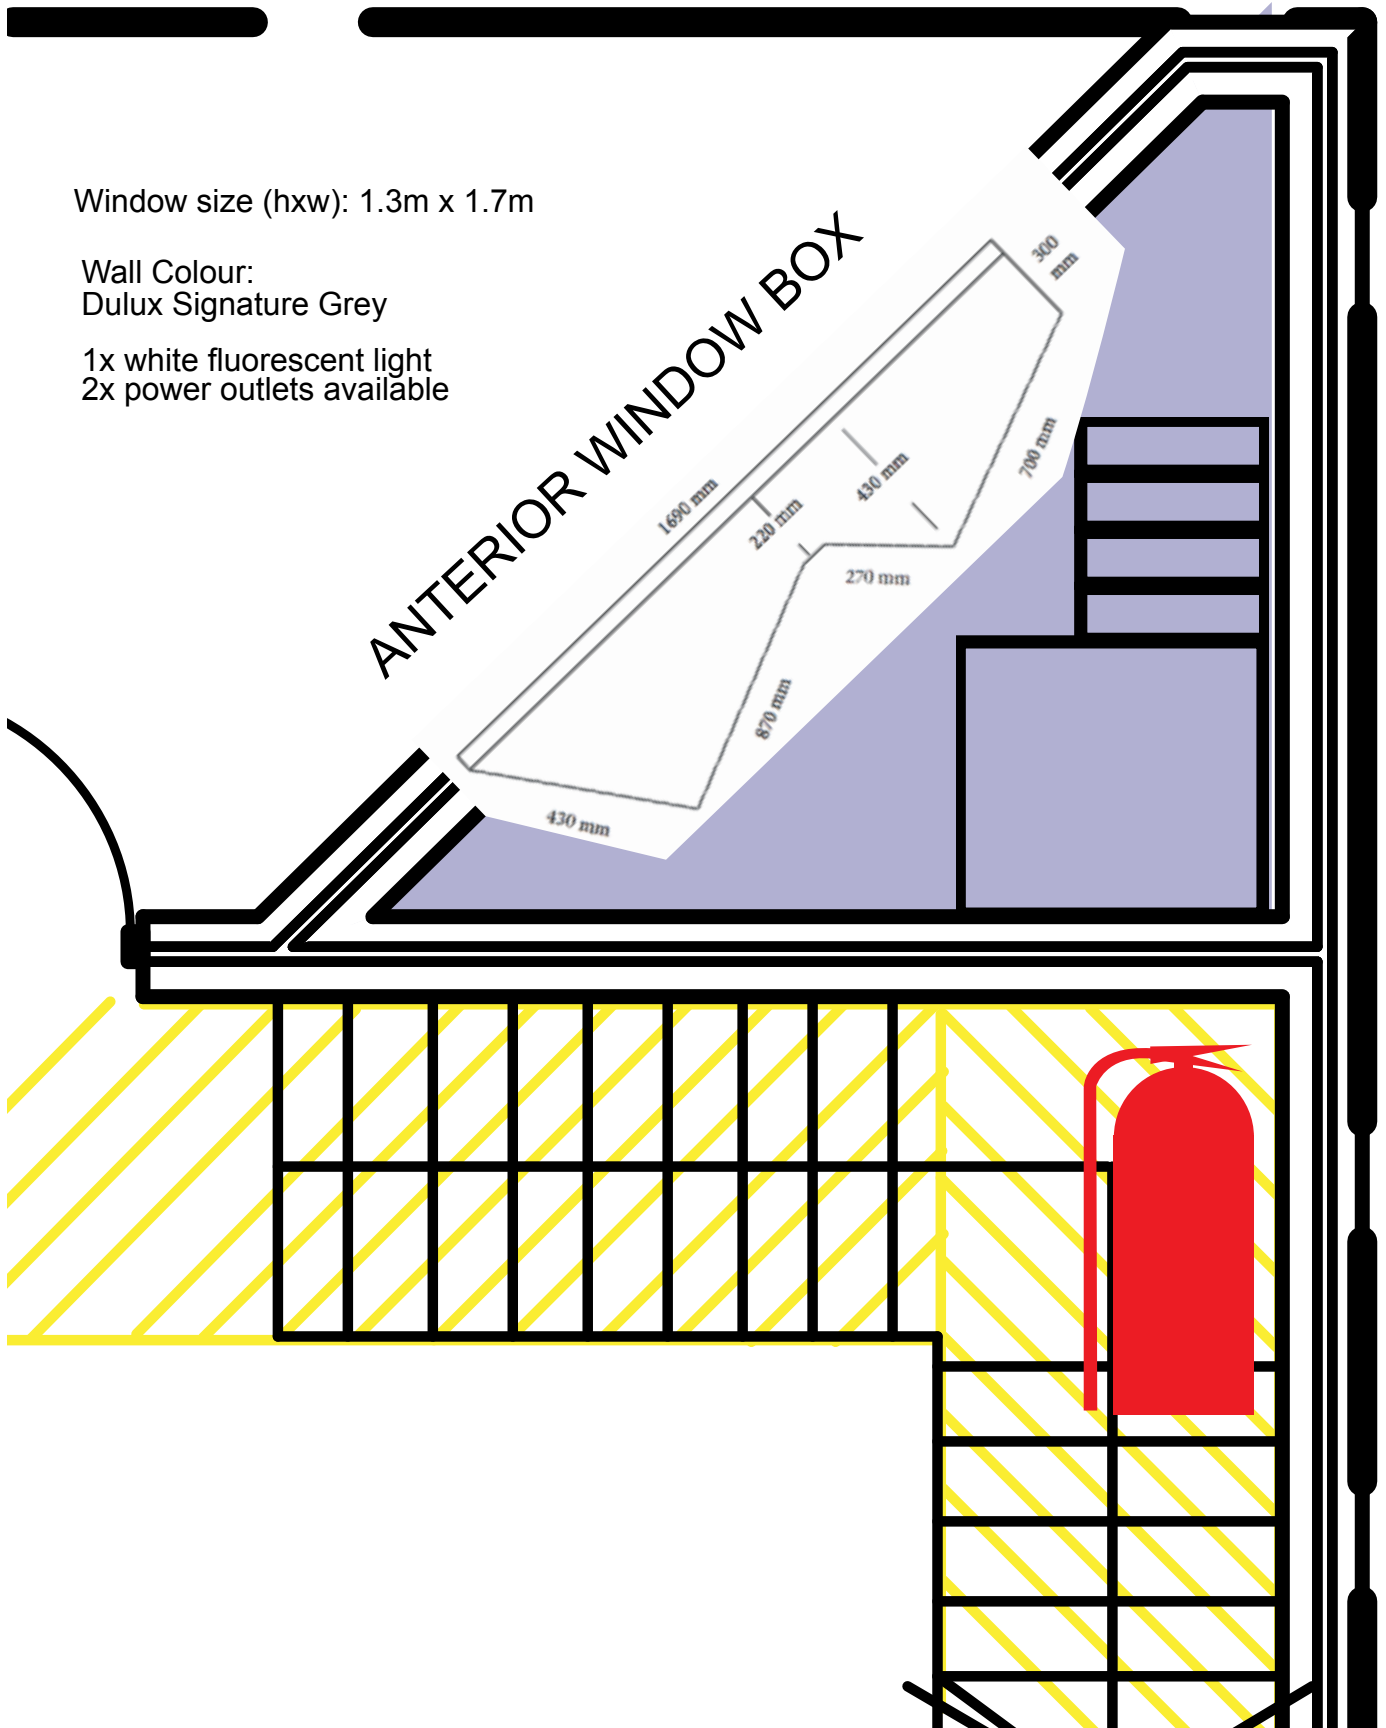 Window size (hxw): 1.3m x 1.7m
Wall Colour:
Dulux Signature Grey
1x white fluorescent light
2x power outlets available
ANTERIOR WINDOW BOX
300
mm
1690 mm
430 mm
220 mm
700 mm
270 mm
870 mm
430 mm